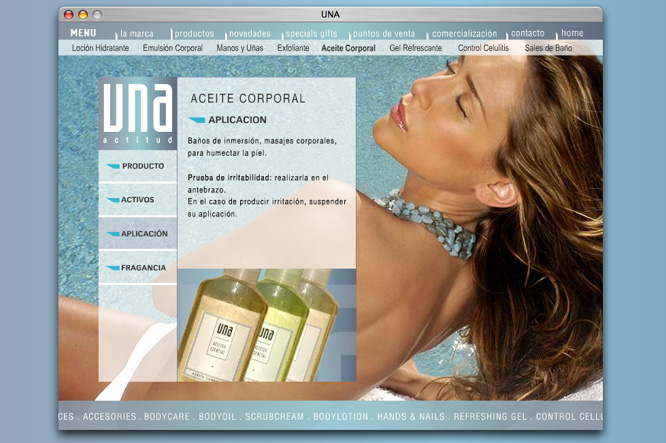 UNA
MENU la marca productos novedades specials gifts puntos de venta comercialización contacto home
Loción Hidratante Emulsión Corporal Manos y Uñas Exfoliante Aceite Corporal Gel Refrescante Control Celulitis Sales de Baño
una
actitud
PRODUCTO
ACTIVOS
APLICACIÓN
FRAGANCIA
ACEITE CORPORAL
APLICACION
Baños de inmersión, masajes corporales,
para humectar la piel.
Prueba de irritabilidad: realizarla en el
antebrazo.
En el caso de producir irritación, suspender
su aplicación.
una
ACEITES
ESENCIAL
una
una
CES . ACCESORIES . BODYCARE . BODYOIL . SCRUBCREAM . BODYLOTION . HANDS & NAILS . REFRESHING GEL . CONTROL CELLU